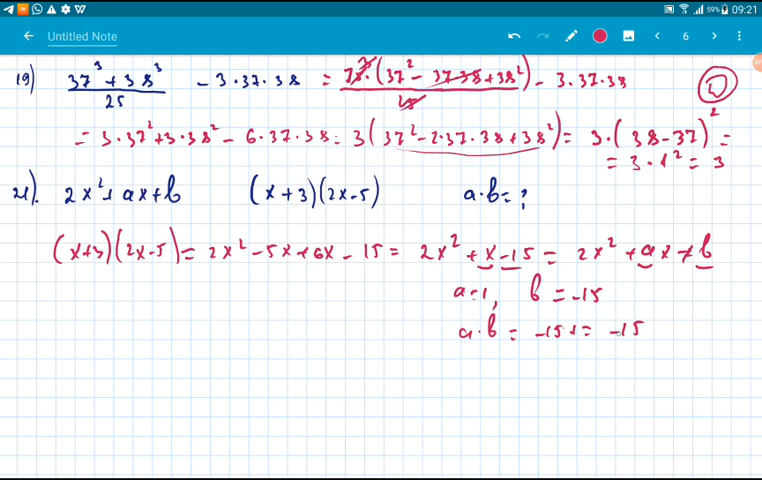 59% 09:21
Untitled Note 6
19) (37³ + 38³)/25 - 3·37·38 = 75·(37² - 37·38 + 38²)/25 - 3·37·38
= 3·37² + 3·38² - 6·37·38 = 3(37² - 2·37·38 + 38²) = 3·(38 - 37)² =
= 3·1² = 3
21). 2x² + ax + b (x + 3)(2x - 5) a·b = ?
(x + 3)(2x - 5) = 2x² - 5x + 6x - 15 = 2x² + x - 15 = 2x² + ax + b
a = 1, b = -15
a·b = -15·1 = -15